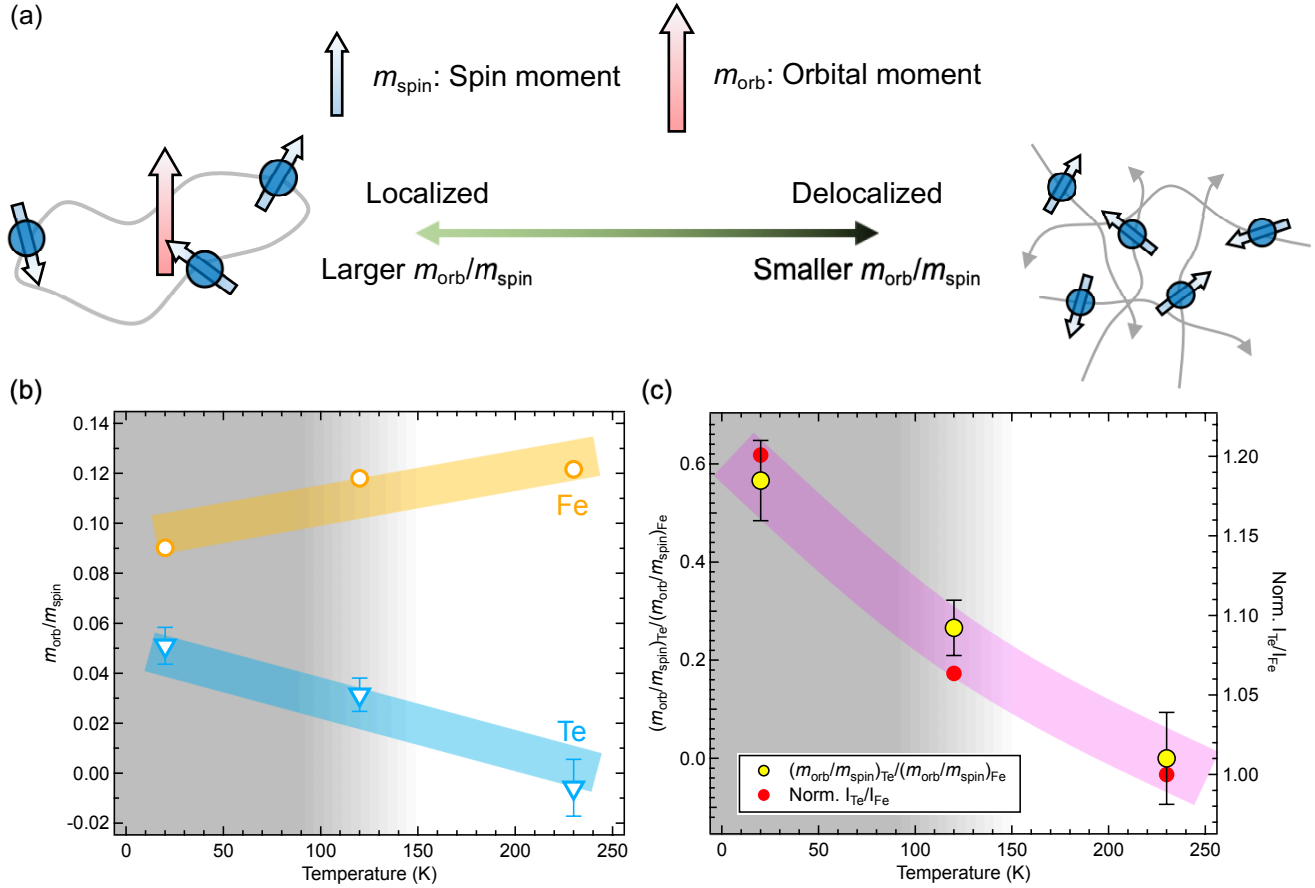 (a)
m_spin: Spin moment
m_orb: Orbital moment
Localized
Delocalized
Larger m_orb/m_spin
Smaller m_orb/m_spin
(b)
0.14
0.12
0.10
0.08
0.06
0.04
0.02
0.00
-0.02
m_orb/m_spin
Fe
Te
0
50
100
150
200
250
Temperature (K)
(c)
0.6
0.4
0.2
0.0
(m_orb/m_spin)_Te/(m_orb/m_spin)_Fe
1.20
1.15
1.10
1.05
1.00
Norm. I_Te/I_Fe
(m_orb/m_spin)_Te/(m_orb/m_spin)_Fe
Norm. I_Te/I_Fe
0
50
100
150
200
250
Temperature (K)